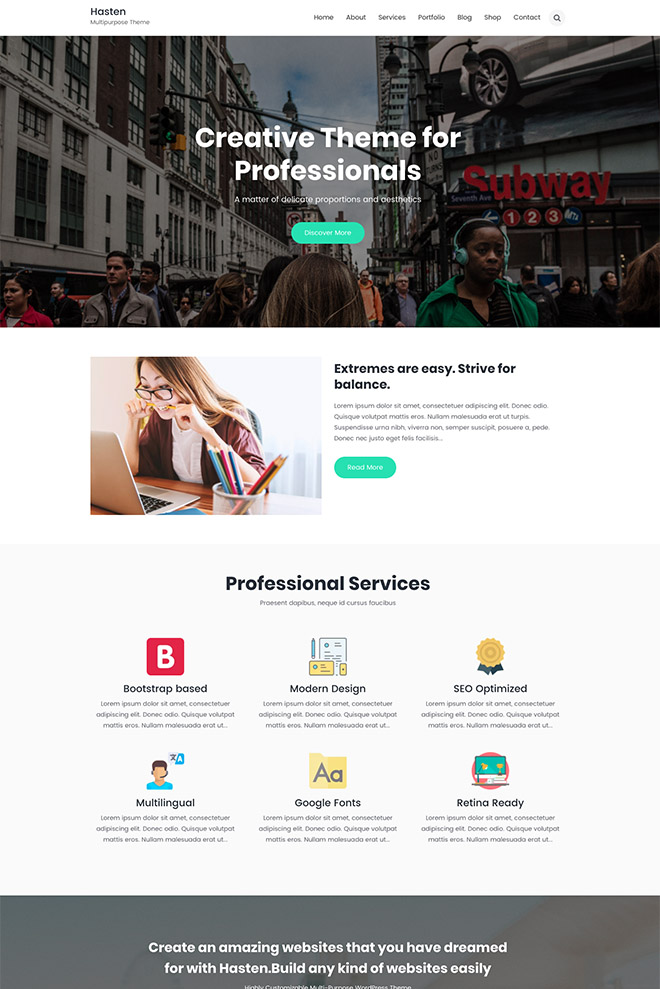 Hasten
Multipurpose Theme
Home About Services Portfolio Blog Shop Contact
Creative Theme for
Professionals
A matter of delicate proportions and aesthetics
Discover More
Subway
Seventh Ave
1 2 3
Extremes are easy. Strive for
balance.
Lorem ipsum dolor sit amet, consectetuer adipiscing elit. Donec odio.
Quisque volutpat mattis eros. Nullam malesuada erat ut turpis.
Suspendisse urna nibh, viverra non, semper suscipit, posuere a, pede.
Donec nec justo eget felis facilisis...
Read More
Professional Services
Praesent dapibus, neque id cursus faucibus
B
Bootstrap based
Lorem ipsum dolor sit amet, consectetuer
adipiscing elit. Donec odio. Quisque volutpat
mattis eros. Nullam malesuada erat ut...
Modern Design
Lorem ipsum dolor sit amet, consectetuer
adipiscing elit. Donec odio. Quisque volutpat
mattis eros. Nullam malesuada erat ut...
SEO Optimized
Lorem ipsum dolor sit amet, consectetuer
adipiscing elit. Donec odio. Quisque volutpat
mattis eros. Nullam malesuada erat ut...
A
Multilingual
Lorem ipsum dolor sit amet, consectetuer
adipiscing elit. Donec odio. Quisque volutpat
mattis eros. Nullam malesuada erat ut...
Aa
Google Fonts
Lorem ipsum dolor sit amet, consectetuer
adipiscing elit. Donec odio. Quisque volutpat
mattis eros. Nullam malesuada erat ut...
Retina Ready
Lorem ipsum dolor sit amet, consectetuer
adipiscing elit. Donec odio. Quisque volutpat
mattis eros. Nullam malesuada erat ut...
Create an amazing websites that you have dreamed
for with Hasten.Build any kind of websites easily
Highly Customizable Multi-Purpose WordPress Theme